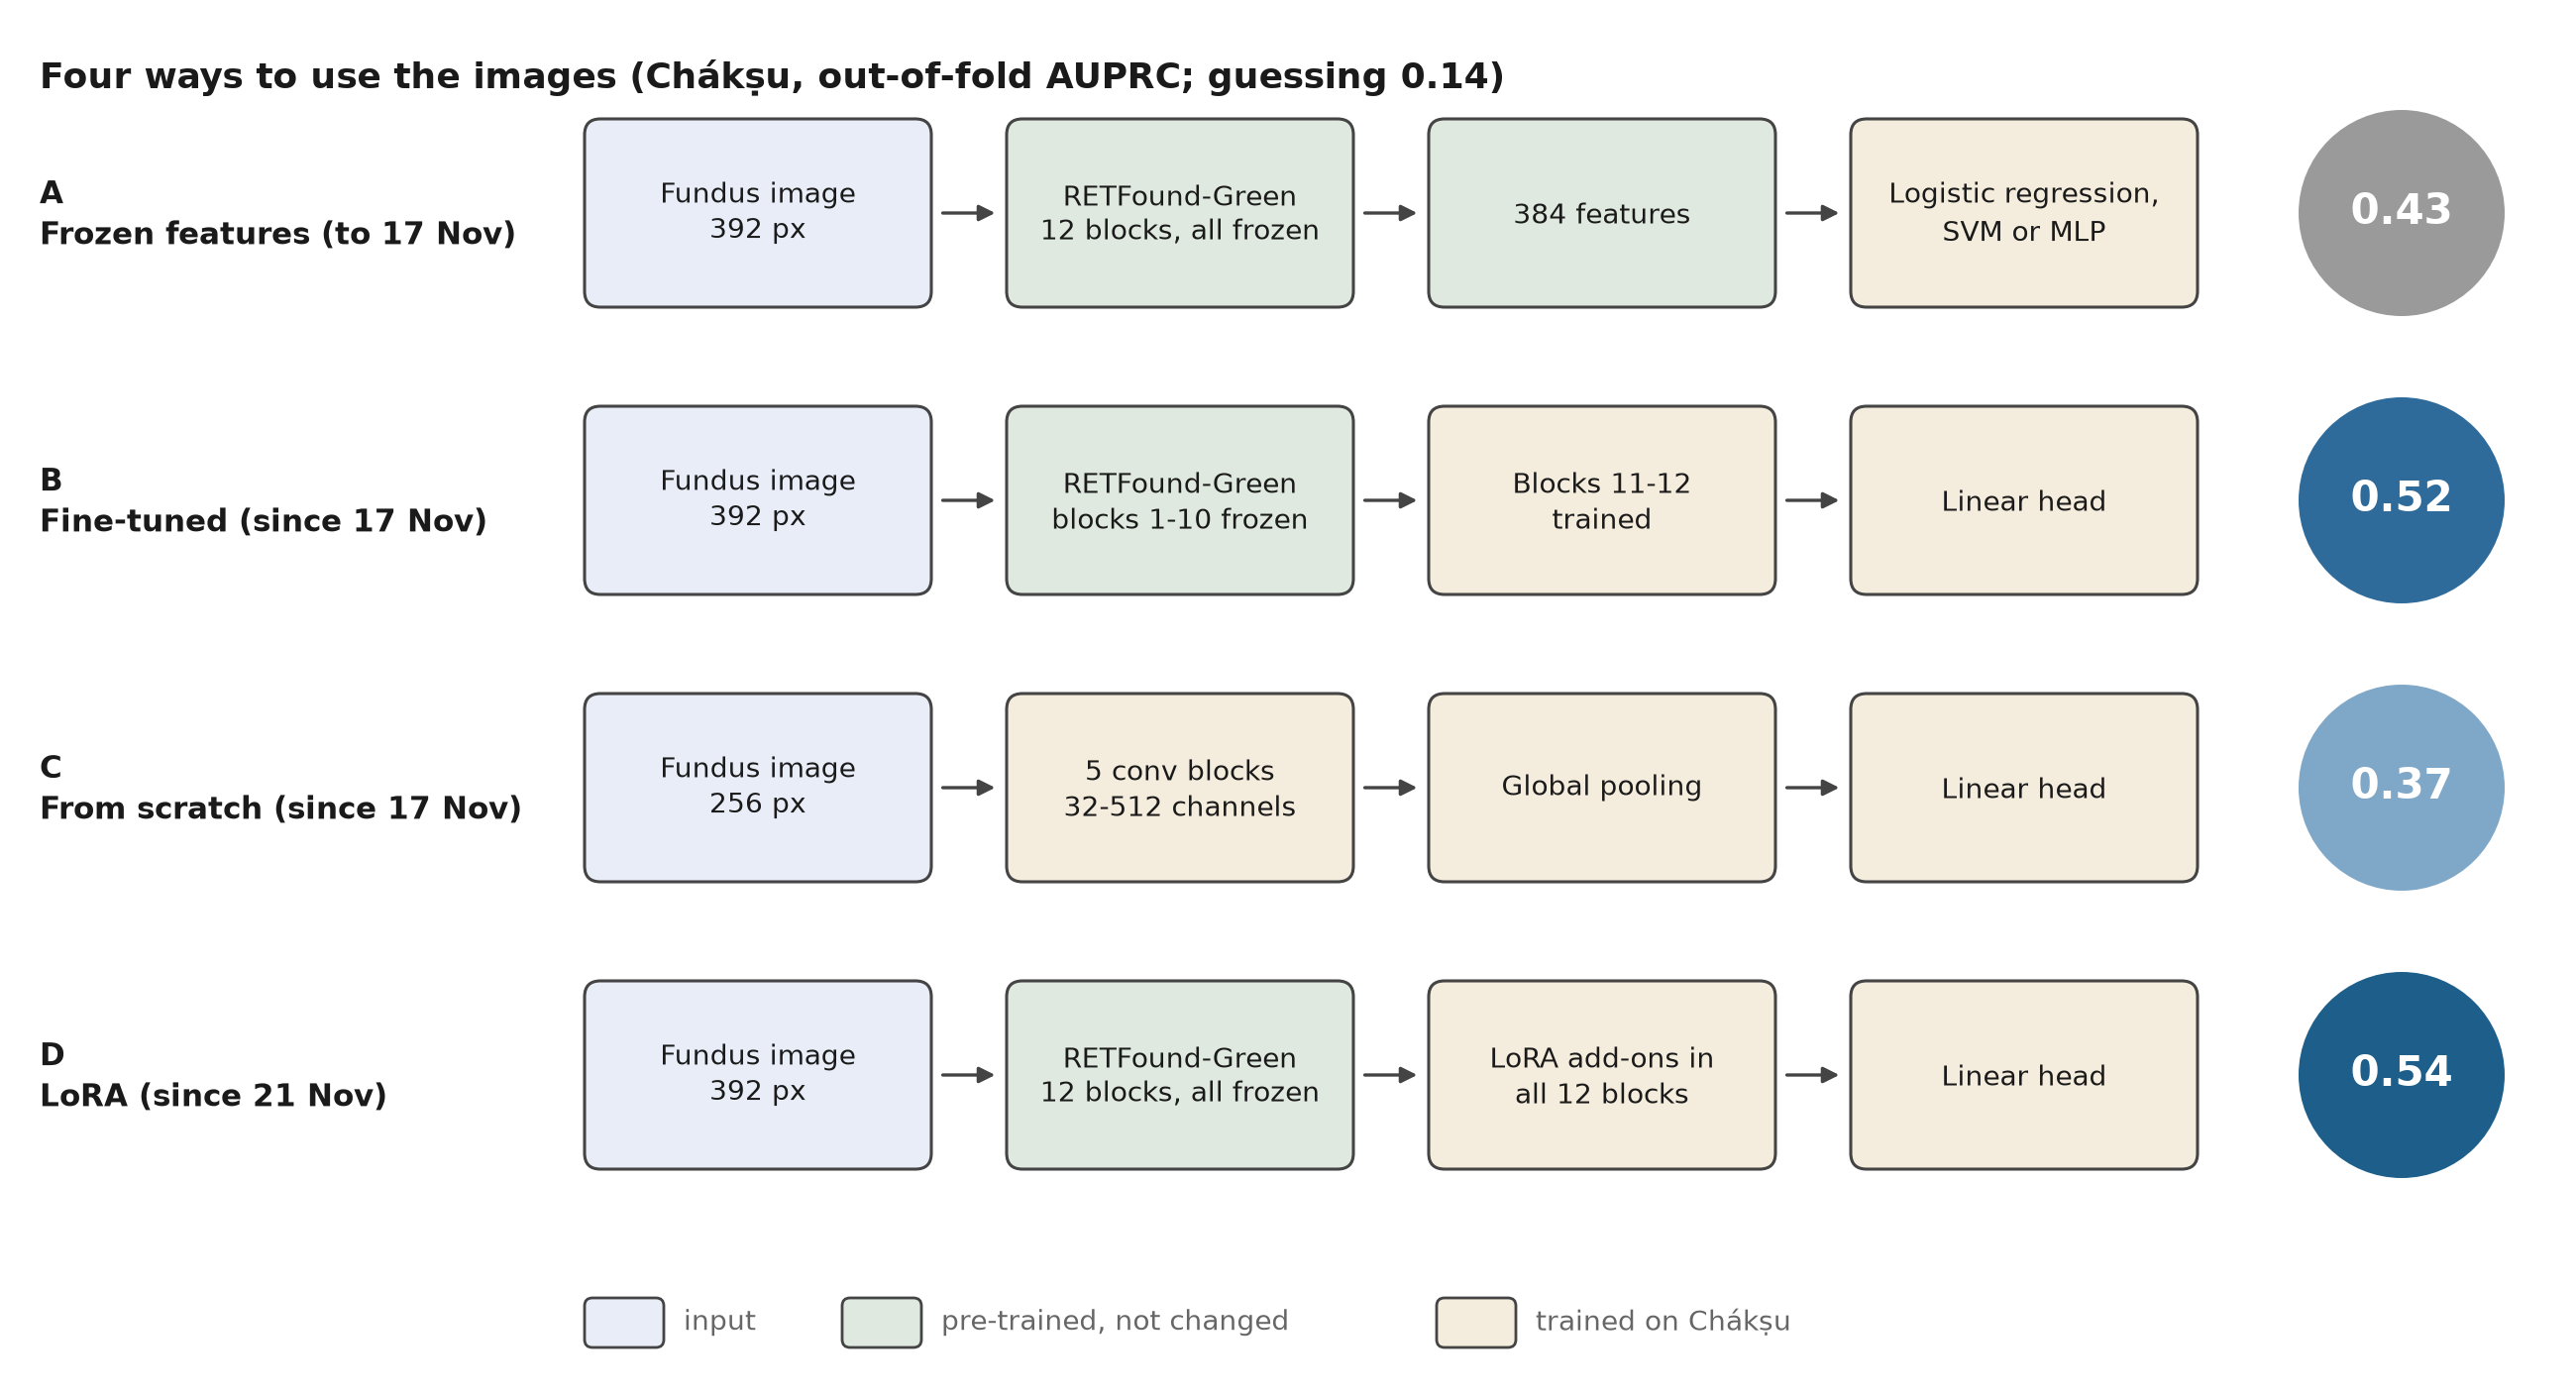 Four ways to use the images (Chákṣu, out-of-fold AUPRC; guessing 0.14)
A
Frozen features (to 17 Nov)
Fundus image
392 px
RETFound-Green
12 blocks, all frozen
384 features
Logistic regression,
SVM or MLP
0.43
B
Fine-tuned (since 17 Nov)
Fundus image
392 px
RETFound-Green
blocks 1-10 frozen
Blocks 11-12
trained
Linear head
0.52
C
From scratch (since 17 Nov)
Fundus image
256 px
5 conv blocks
32-512 channels
Global pooling
Linear head
0.37
D
LoRA (since 21 Nov)
Fundus image
392 px
RETFound-Green
12 blocks, all frozen
LoRA add-ons in
all 12 blocks
Linear head
0.54
input
pre-trained, not changed
trained on Chákṣu